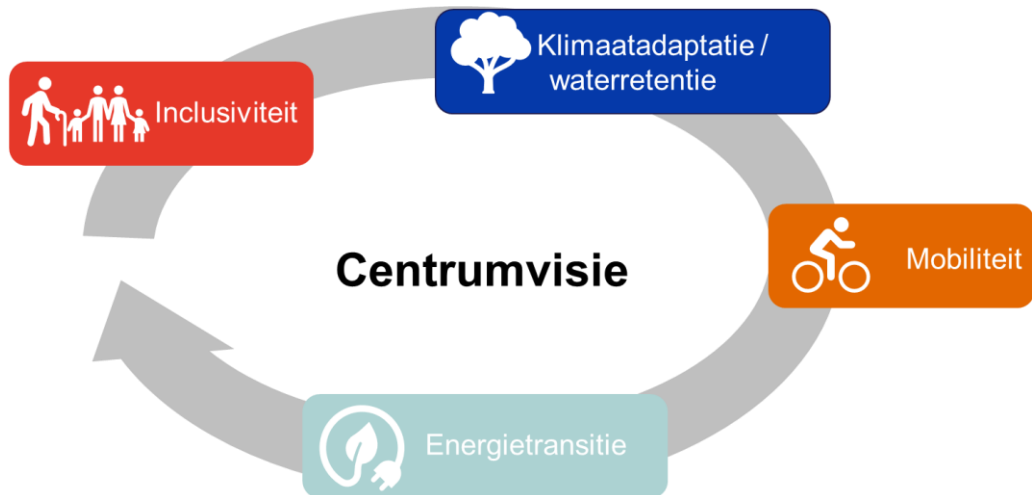 Klimaatadaptatie /
waterretentie
Inclusiviteit
Mobiliteit
Centrumvisie
Energietransitie